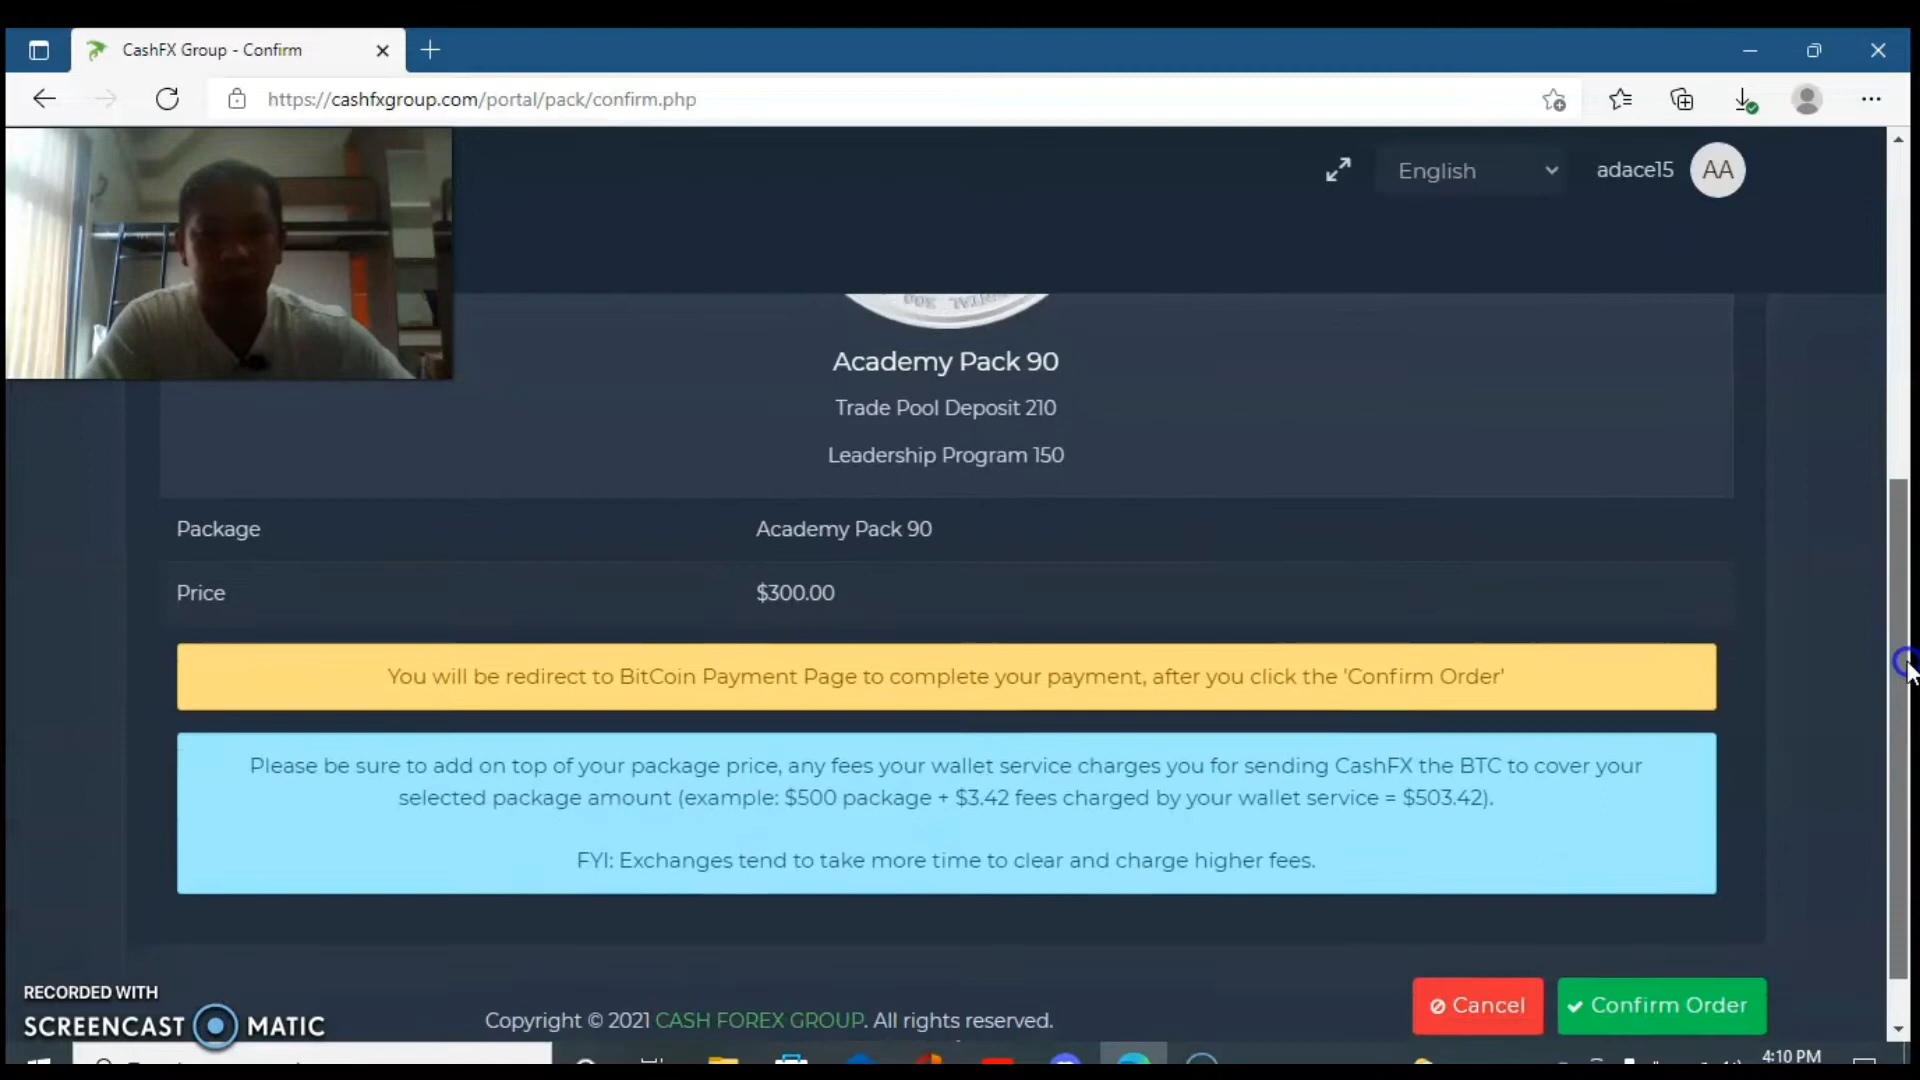 CashFX Group - Confirm
https://cashfxgroup.com/portal/pack/confirm.php
English
adace15
AA
Academy Pack 90
Trade Pool Deposit 210
Leadership Program 150
Package Academy Pack 90
Price $300.00
You will be redirect to BitCoin Payment Page to complete your payment, after you click the 'Confirm Order'
Please be sure to add on top of your package price, any fees your wallet service charges you for sending CashFX the BTC to cover your
selected package amount (example: $500 package + $3.42 fees charged by your wallet service = $503.42).
FYI: Exchanges tend to take more time to clear and charge higher fees.
Cancel
Confirm Order
RECORDED WITH
SCREENCAST MATIC
Copyright © 2021 CASH FOREX GROUP. All rights reserved.
4:10 PM